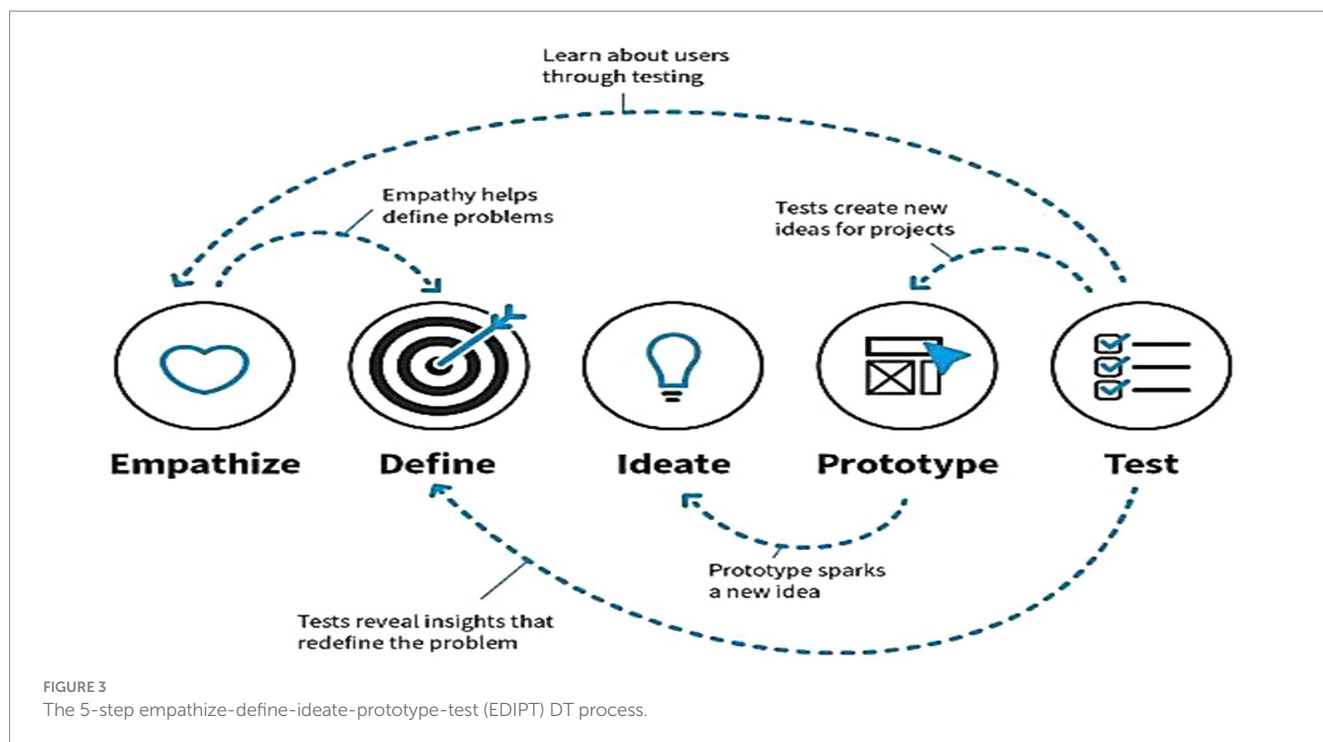 Learn about users
through testing
Empathy helps
define problems
Tests create new
ideas for projects
Empathize
Define
Ideate
Prototype
Test
Prototype sparks
a new idea
Tests reveal insights that
redefine the problem
FIGURE 3
The 5-step empathize-define-ideate-prototype-test (EDIPT) DT process.